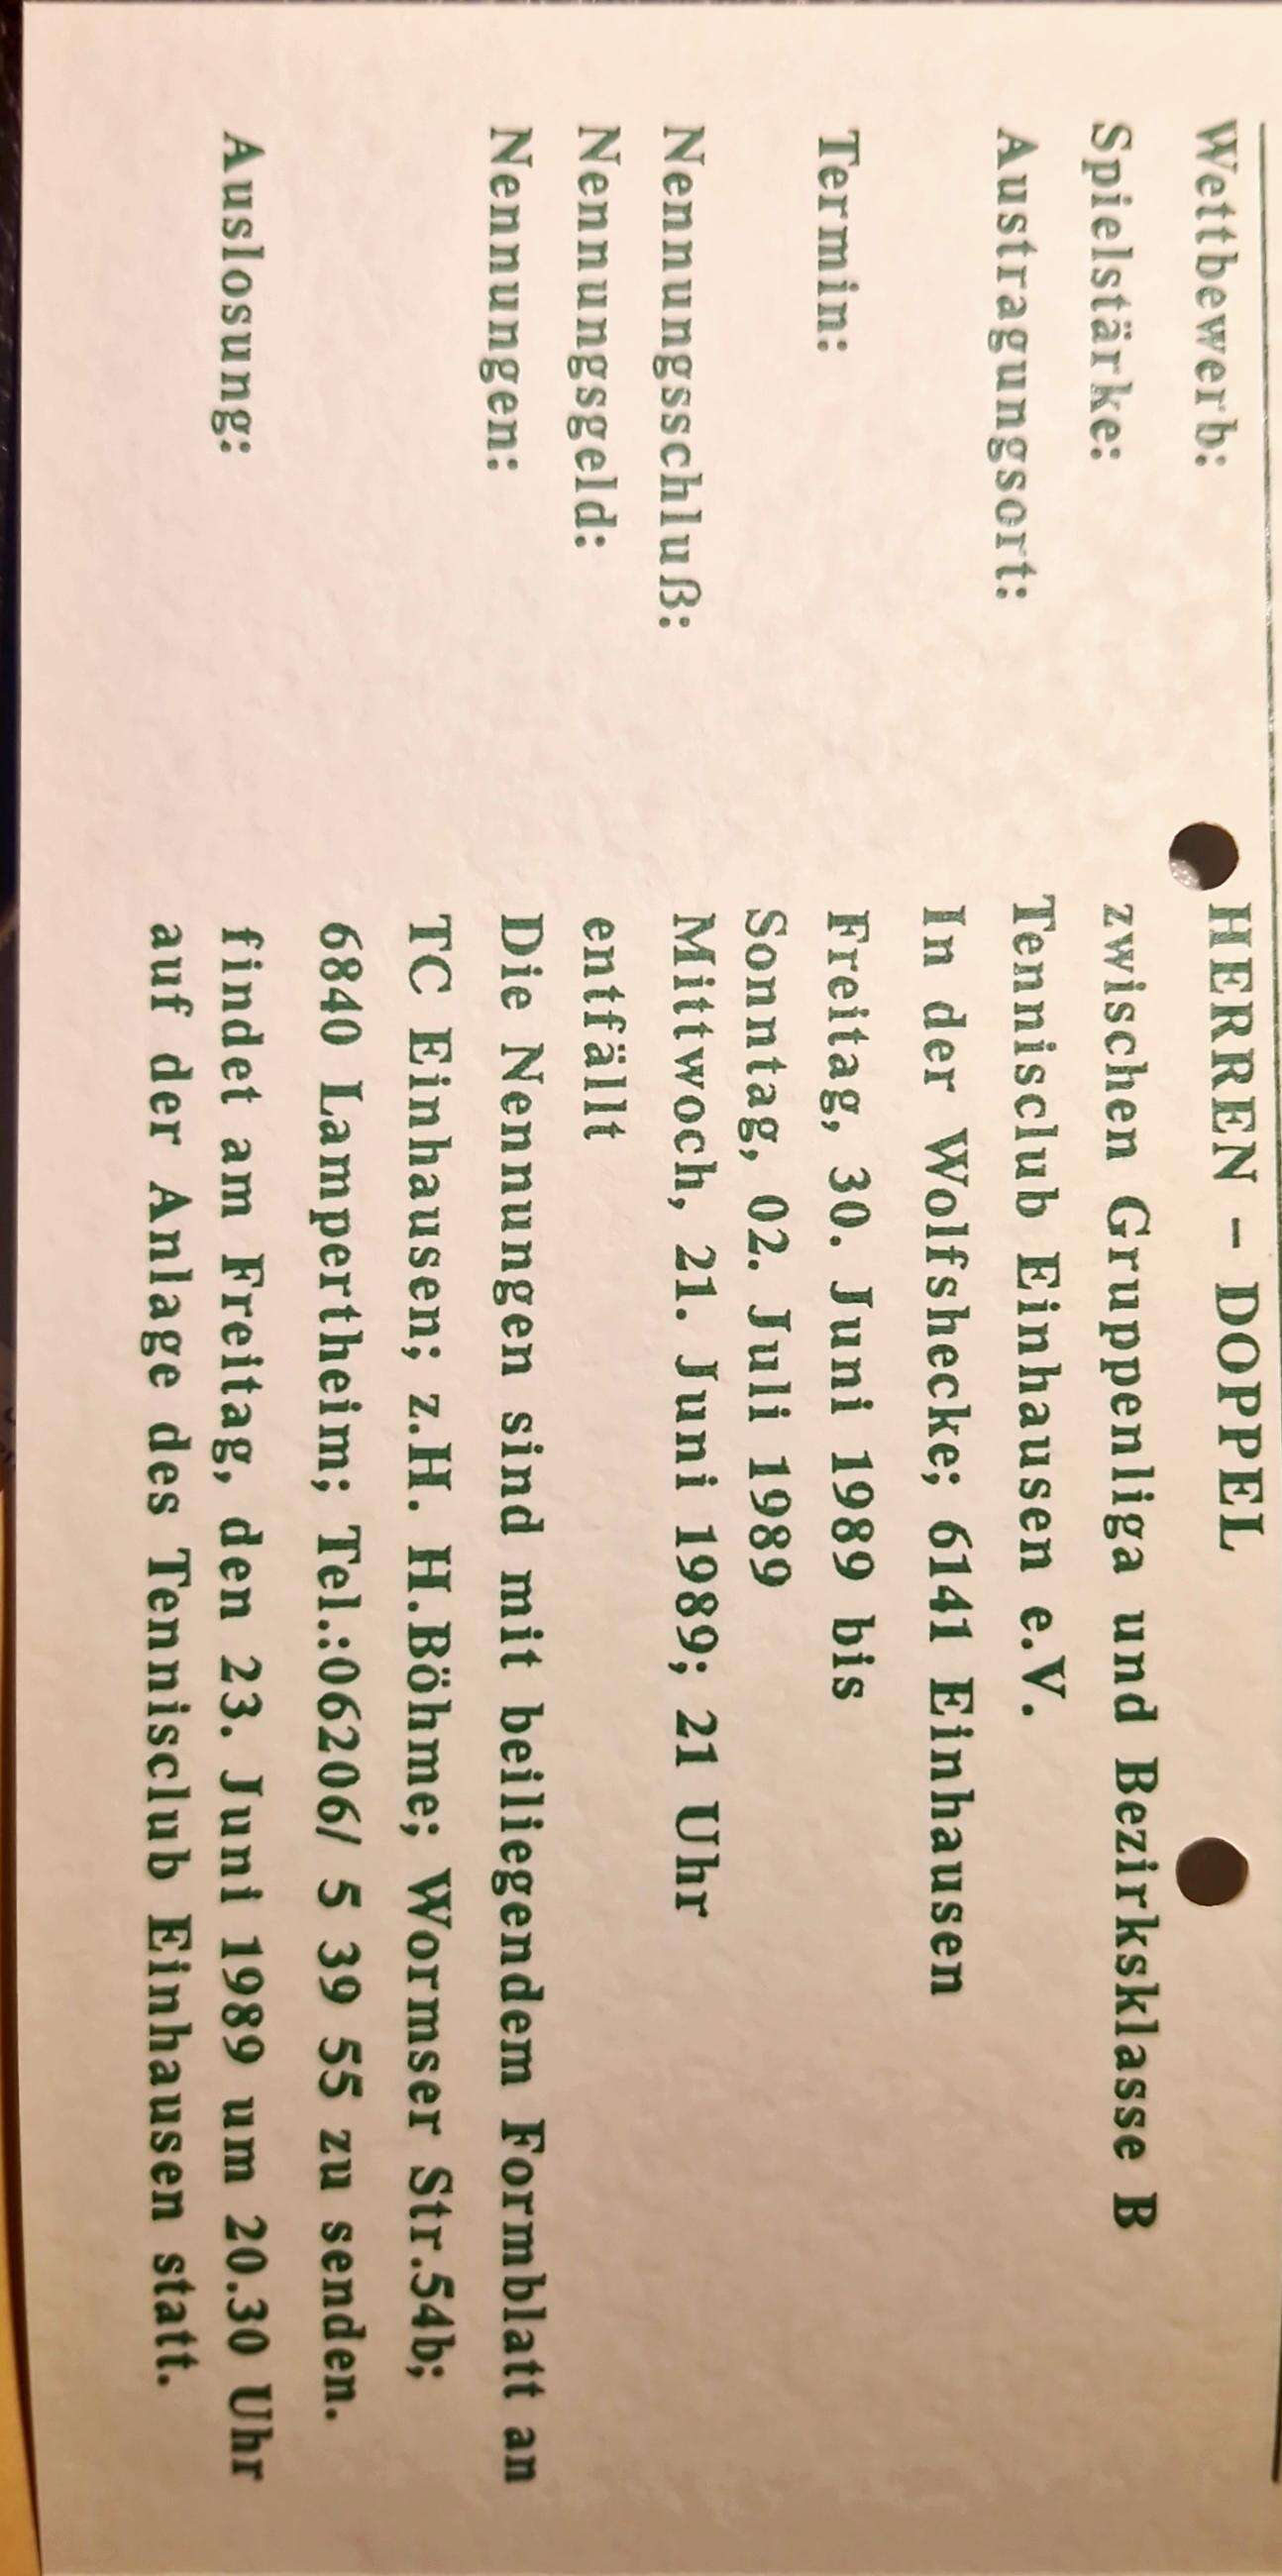 Wettbewerb: HERREN - DOPPEL
Spielstärke: zwischen Gruppenliga und Bezirksklasse B
Austragungsort: Tennisclub Einhausen e.V.
In der Wolfshecke; 6141 Einhausen
Termin: Freitag, 30. Juni 1989 bis
Sonntag, 02. Juli 1989
Nennungsschluß: Mittwoch, 21. Juni 1989; 21 Uhr
Nennungsgeld: entfällt
Nennungen: Die Nennungen sind mit beiliegendem Formblatt an
TC Einhausen; z.H. H.Böhme; Wormser Str.54b;
6840 Lampertheim; Tel.:06206/ 5 39 55 zu senden.
Auslosung: findet am Freitag, den 23. Juni 1989 um 20.30 Uhr
auf der Anlage des Tennisclub Einhausen statt.